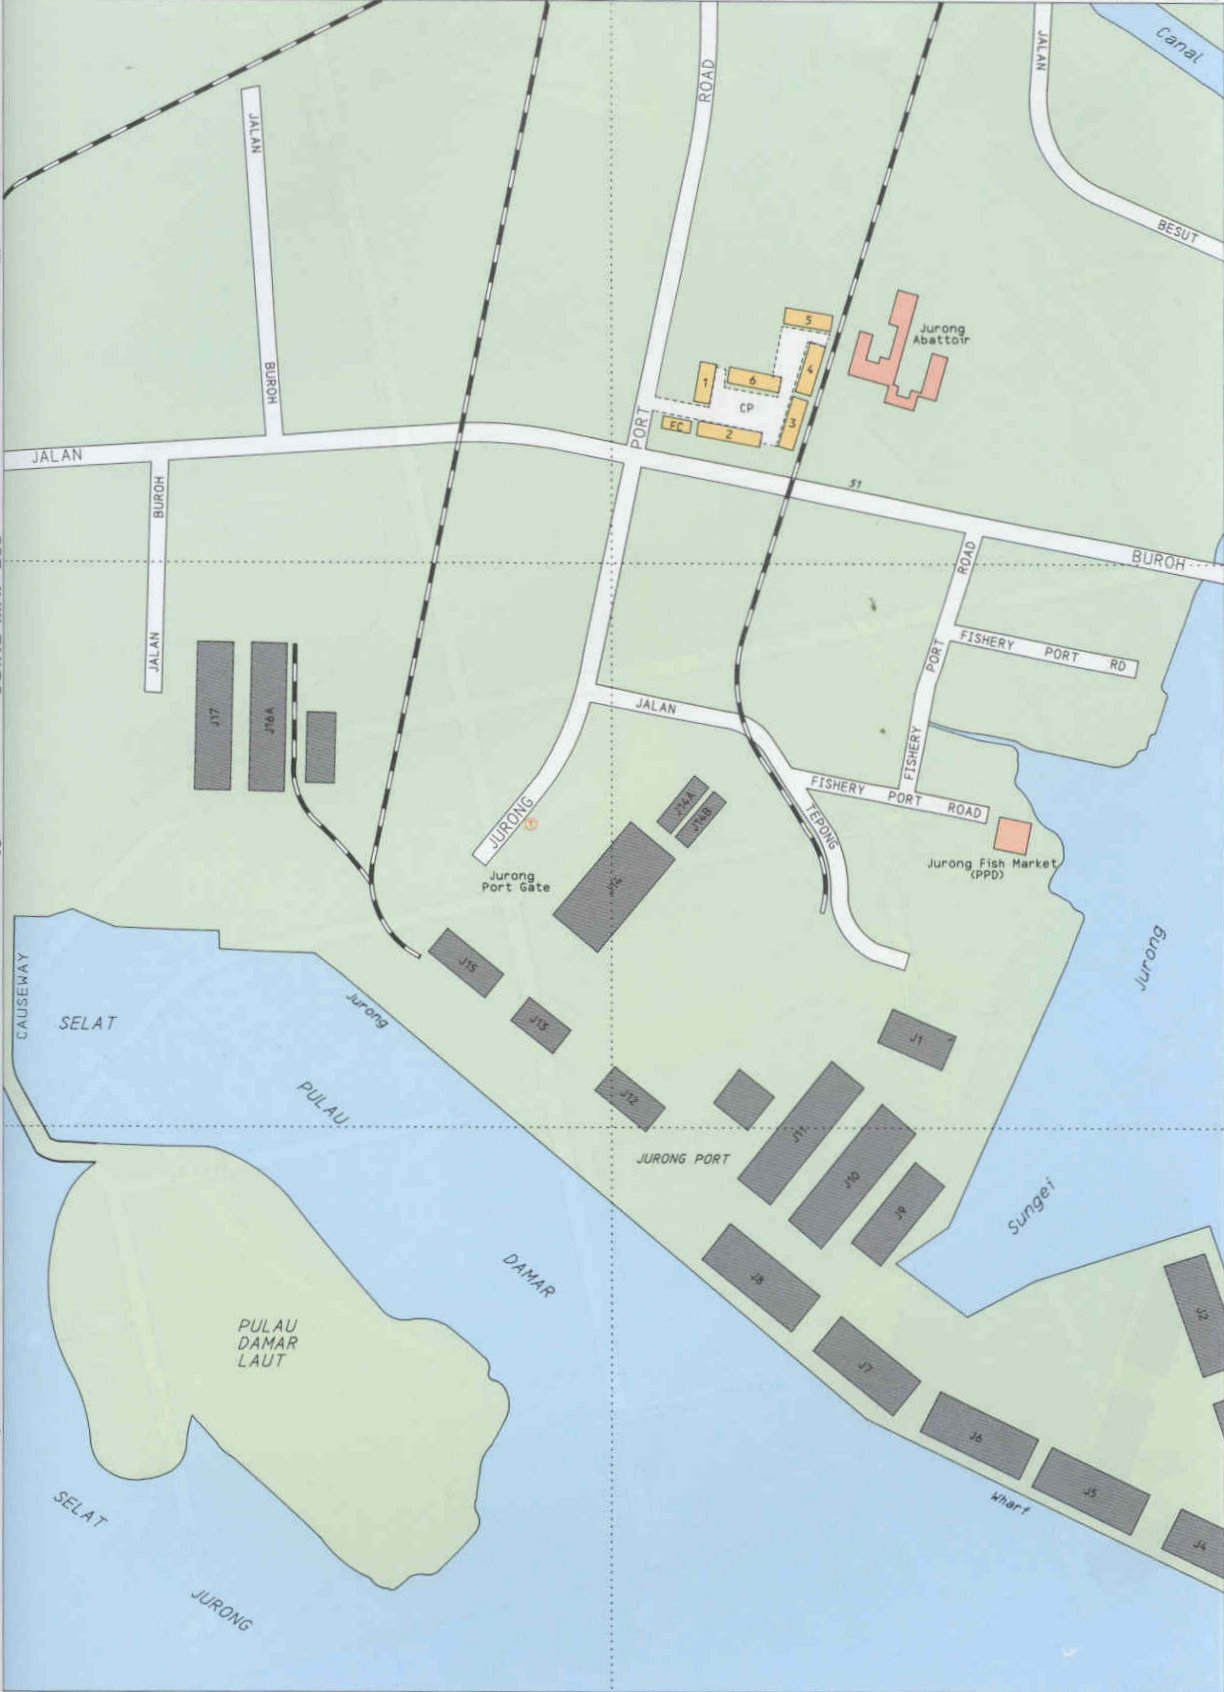 Canal
JALAN
ROAD
JALAN
BESUT
5
Jurong
Abattoir
4
1
6
CP
3
FC
2
BUROH
PORT
JALAN
51
BUROH
BUROH
ROAD
FISHERY PORT RD
PORT
JALAN
JALAN
J17
J16A
FISHERY
FISHERY PORT ROAD
J14A
J14B
TEPONG
JURONG
1
Jurong
Port Gate
J14
Jurong Fish Market
(PPD)
CAUSEWAY
SELAT
Jurong
J15
J13
Jurong
J1
PULAU
J12
J11
JURONG PORT
J10
J9
Sungei
DAMAR
J8
J2
PULAU
DAMAR
LAUT
J7
J6
J5
Wharf
J4
SELAT
JURONG